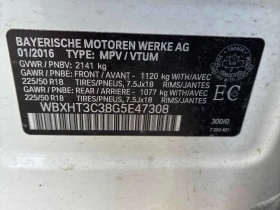 BAYERISCHE MOTOREN WERKE AG
01/2016 TYPE: MPV / VTUM
GVWR / PNBV: 2141 kg
GAWR / PNBE: FRONT / AVANT - 1120 kg WITH/AVEC
225/50 R18 TIRES/PNEUS, 7.5Jx18 RIMS/JANTES
GAWR / PNBE: REAR / ARRIERE - 1077 kg WITH/AVEC
225/50 R18 TIRES/PNEUS, 7.5Jx18 RIMS/JANTES
WBXHT3C38G5E47308
EC
300/0